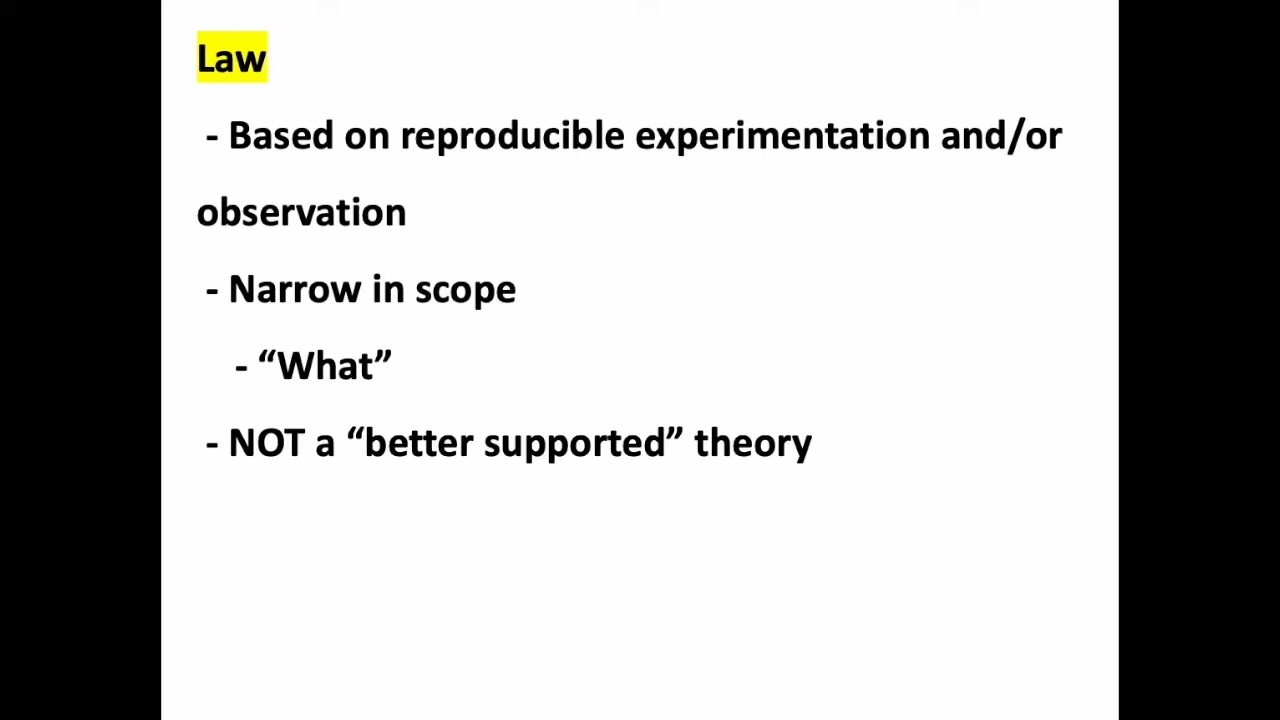 Law
- Based on reproducible experimentation and/or
observation
- Narrow in scope
- “What”
- NOT a “better supported” theory